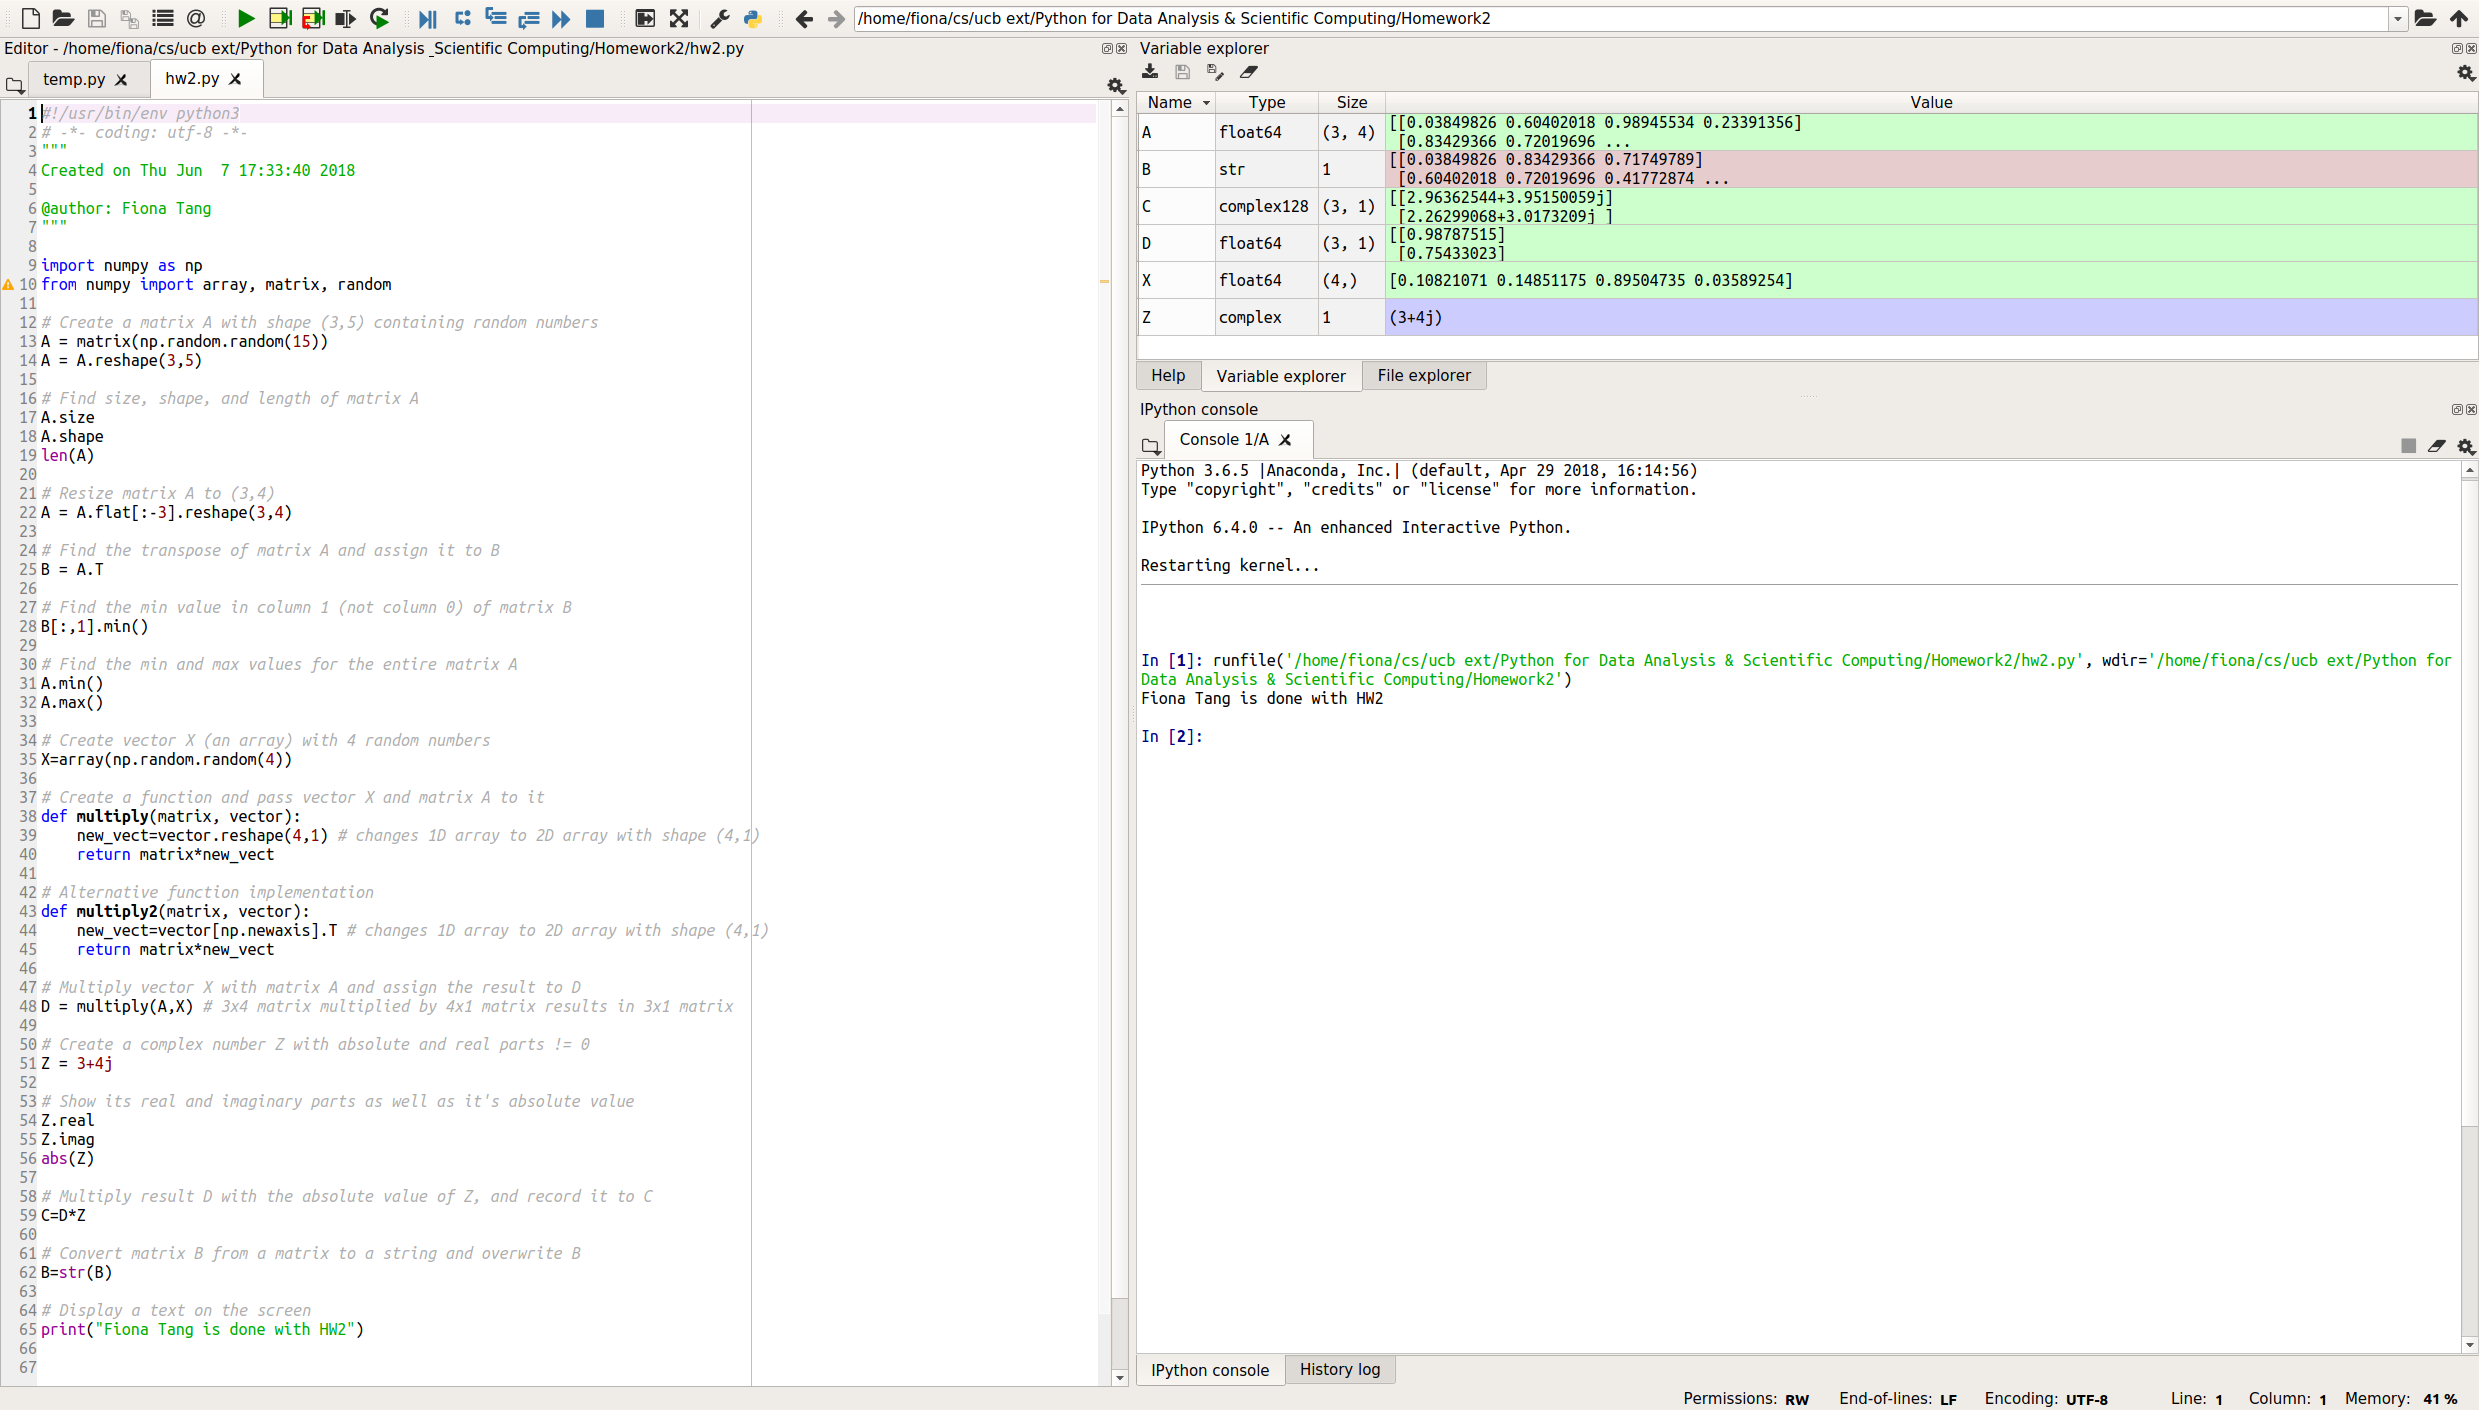 /home/fiona/cs/ucb ext/Python for Data Analysis & Scientific Computing/Homework2
Editor - /home/fiona/cs/ucb ext/Python for Data Analysis _Scientific Computing/Homework2/hw2.py
temp.py
hw2.py
1 #!/usr/bin/env python3
2 # -*- coding: utf-8 -*-
3 """
4 Created on Thu Jun  7 17:33:40 2018
5
6 @author: Fiona Tang
7 """
8
9 import numpy as np
10 from numpy import array, matrix, random
11
12 # Create a matrix A with shape (3,5) containing random numbers
13 A = matrix(np.random.random(15))
14 A = A.reshape(3,5)
15
16 # Find size, shape, and length of matrix A
17 A.size
18 A.shape
19 len(A)
20
21 # Resize matrix A to (3,4)
22 A = A.flat[:-3].reshape(3,4)
23
24 # Find the transpose of matrix A and assign it to B
25 B = A.T
26
27 # Find the min value in column 1 (not column 0) of matrix B
28 B[:,1].min()
29
30 # Find the min and max values for the entire matrix A
31 A.min()
32 A.max()
33
34 # Create vector X (an array) with 4 random numbers
35 X=array(np.random.random(4))
36
37 # Create a function and pass vector X and matrix A to it
38 def multiply(matrix, vector):
39     new_vect=vector.reshape(4,1) # changes 1D array to 2D array with shape (4,1)
40     return matrix*new_vect
41
42 # Alternative function implementation
43 def multiply2(matrix, vector):
44     new_vect=vector[np.newaxis].T # changes 1D array to 2D array with shape (4,1)
45     return matrix*new_vect
46
47 # Multiply vector X with matrix A and assign the result to D
48 D = multiply(A,X) # 3x4 matrix multiplied by 4x1 matrix results in 3x1 matrix
49
50 # Create a complex number Z with absolute and real parts != 0
51 Z = 3+4j
52
53 # Show its real and imaginary parts as well as it's absolute value
54 Z.real
55 Z.imag
56 abs(Z)
57
58 # Multiply result D with the absolute value of Z, and record it to C
59 C=D*Z
60
61 # Convert matrix B from a matrix to a string and overwrite B
62 B=str(B)
63
64 # Display a text on the screen
65 print("Fiona Tang is done with HW2")
66
67
Variable explorer
Name Type Size Value
A float64 (3, 4) [[0.03849826 0.60402018 0.98945534 0.23391356]
[0.83429366 0.72019696 ...
B str 1 [[0.03849826 0.83429366 0.71749789]
[0.60402018 0.72019696 0.41772874 ...
C complex128 (3, 1) [[2.96362544+3.95150059j]
[2.26299068+3.0173209j ]
D float64 (3, 1) [[0.98787515]
[0.75433023]
X float64 (4,) [0.10821071 0.14851175 0.89504735 0.03589254]
Z complex 1 (3+4j)
Help Variable explorer File explorer
IPython console
Console 1/A
Python 3.6.5 |Anaconda, Inc.| (default, Apr 29 2018, 16:14:56)
Type "copyright", "credits" or "license" for more information.
IPython 6.4.0 -- An enhanced Interactive Python.
Restarting kernel...
In [1]: runfile('/home/fiona/cs/ucb ext/Python for Data Analysis & Scientific Computing/Homework2/hw2.py', wdir='/home/fiona/cs/ucb ext/Python for
Data Analysis & Scientific Computing/Homework2')
Fiona Tang is done with HW2
In [2]:
IPython console History log
Permissions: RW End-of-lines: LF Encoding: UTF-8 Line: 1 Column: 1 Memory: 41 %